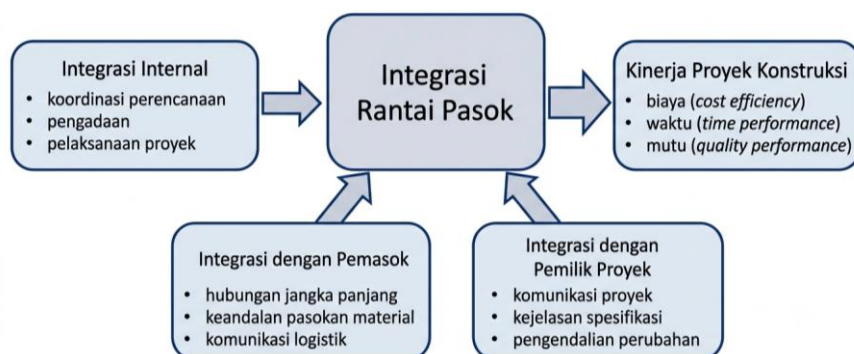 Integrasi Internal
• koordinasi perencanaan
• pengadaan
• pelaksanaan proyek
Integrasi
Rantai Pasok
Kinerja Proyek Konstruksi
• biaya (cost efficiency)
• waktu (time performance)
• mutu (quality performance)
Integrasi dengan Pemasok
• hubungan jangka panjang
• keandalan pasokan material
• komunikasi logistik
Integrasi dengan
Pemilik Proyek
• komunikasi proyek
• kejelasan spesifikasi
• pengendalian perubahan